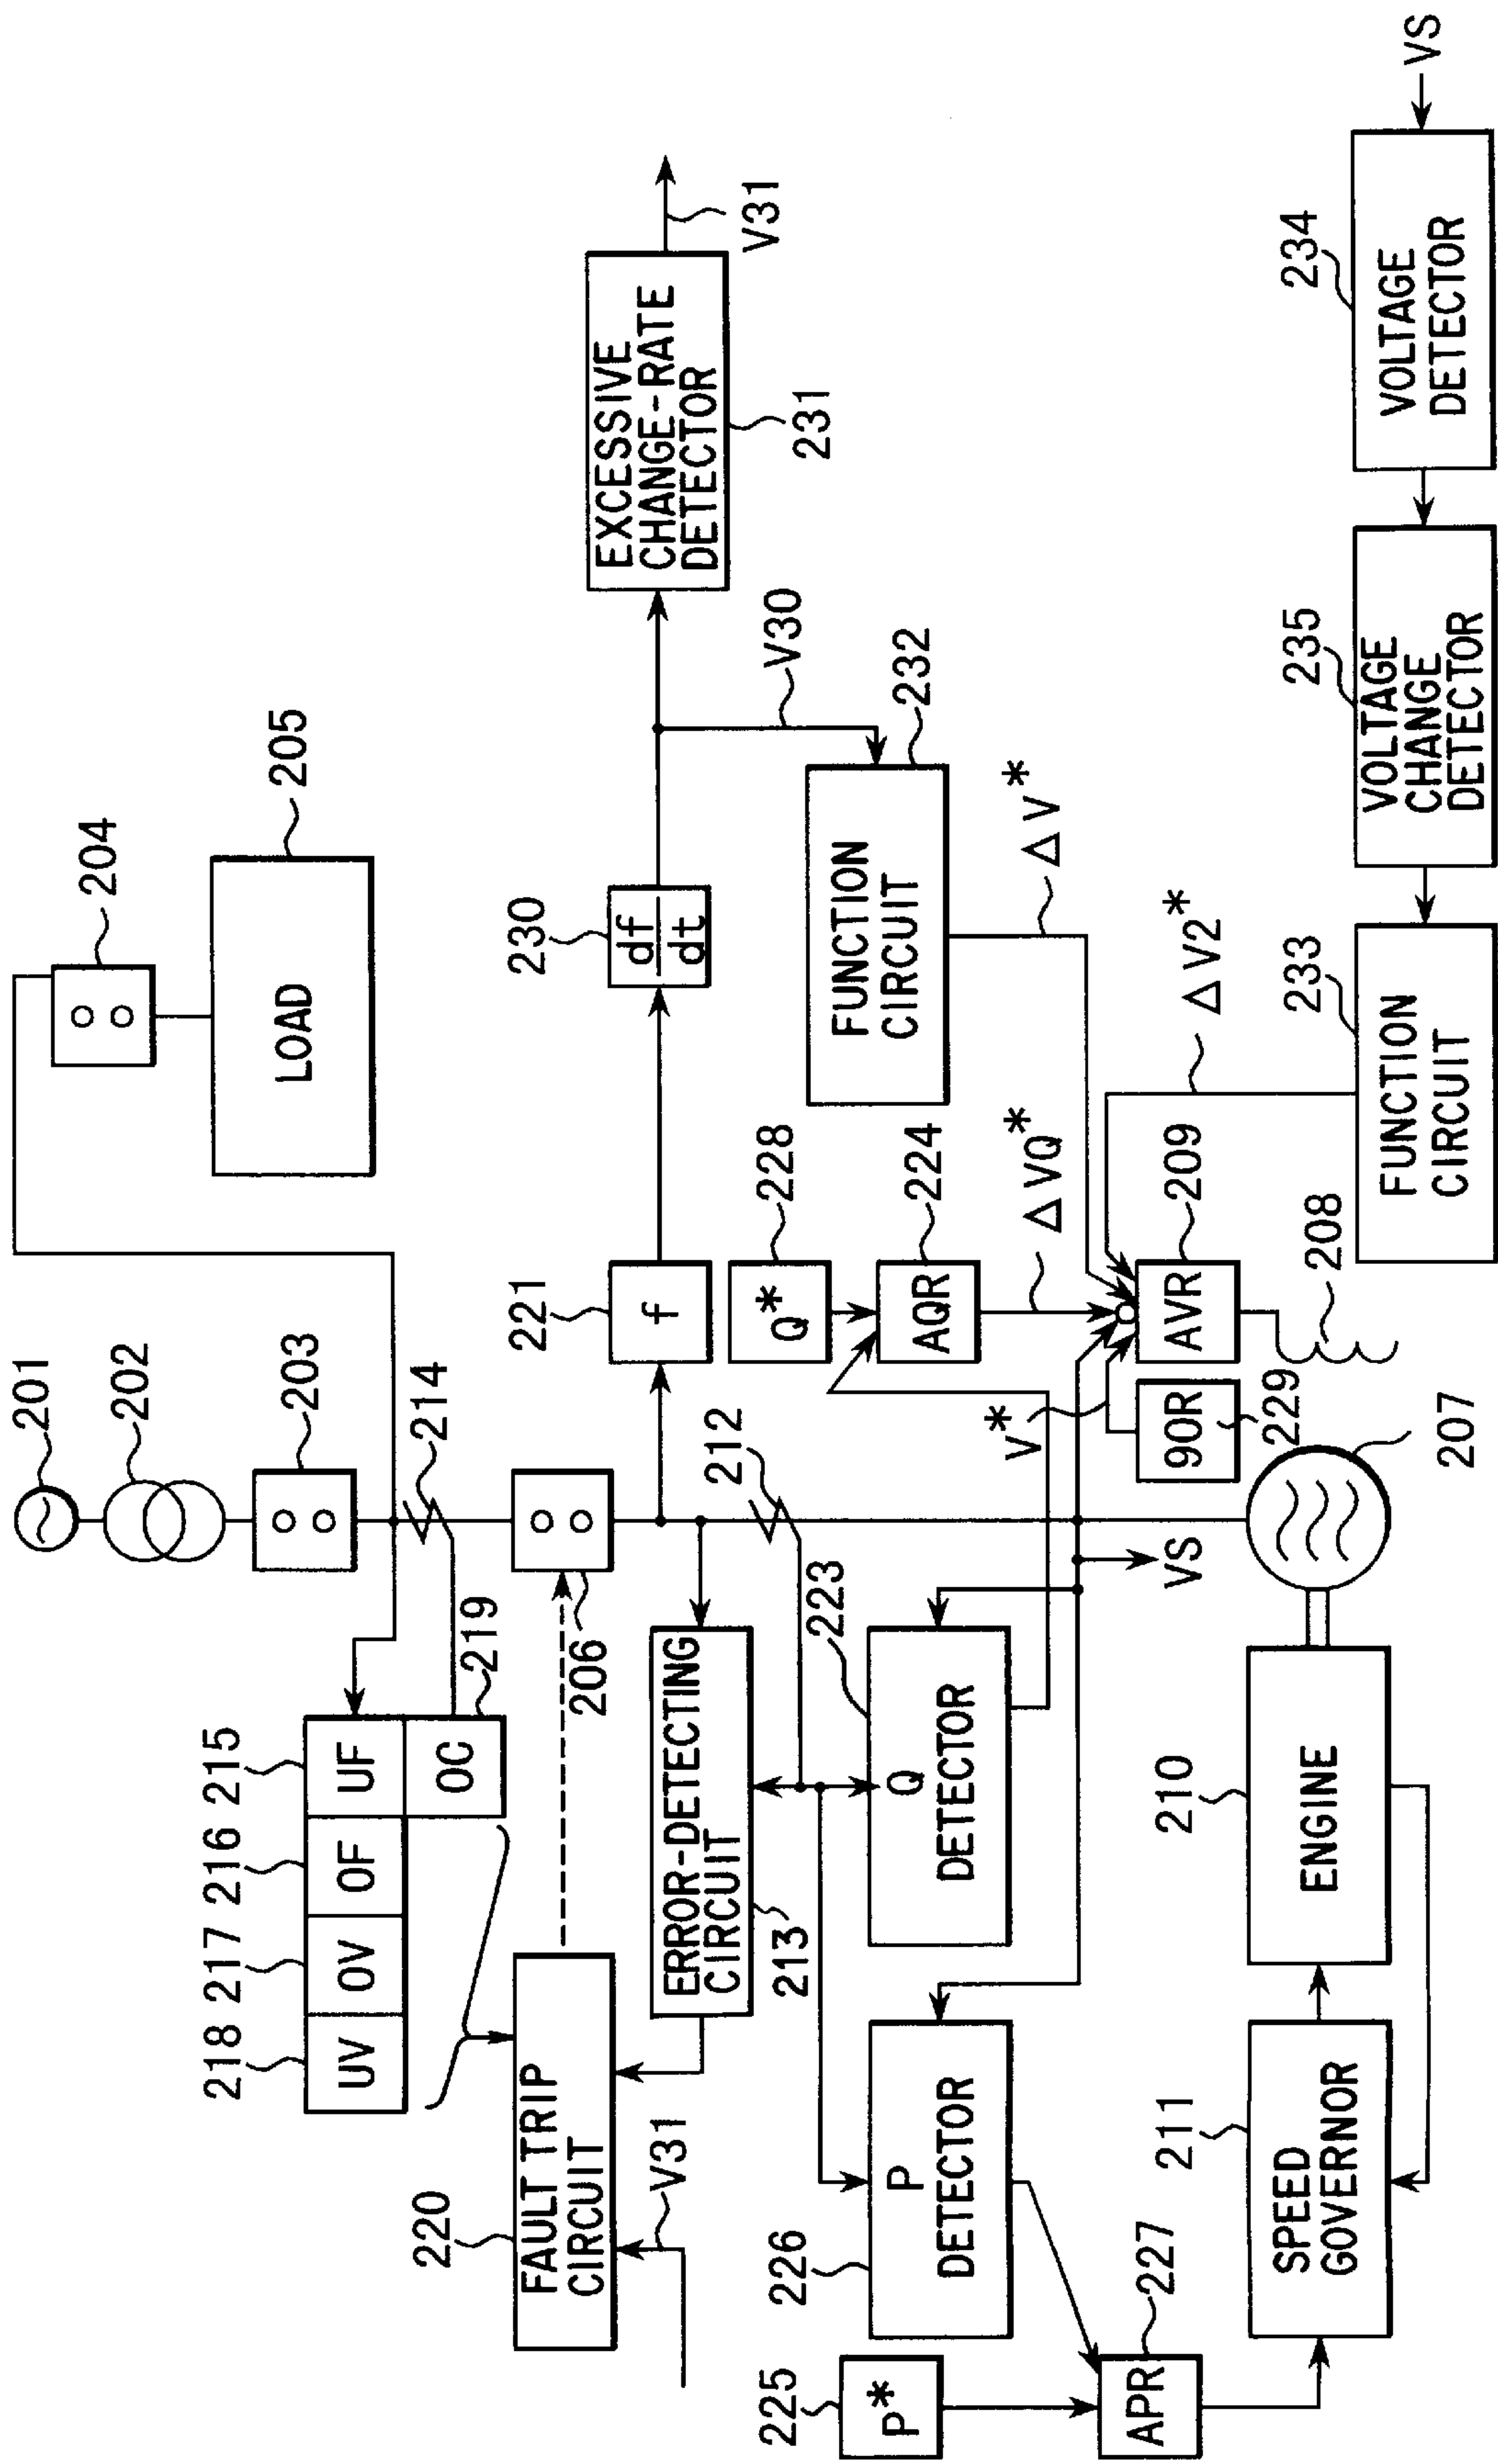 201
202
203
204
205
LOAD
214
206
219
215
216
217
218
UF
OF
OV
UV
OC
220
FAULT TRIP
CIRCUIT
V31
ERROR-DETECTING
CIRCUIT
213
212
221
f
230
df
dt
EXCESSIVE
CHANGE-RATE
DETECTOR
231
V31
V30
232
FUNCTION
CIRCUIT
ΔV*
228
Q*
224
AQR
ΔVQ*
223
Q
DETECTOR
226
P
DETECTOR
225
P*
227
APR
VS
V*
90R
229
209
AVR
208
207
210
ENGINE
211
SPEED
GOVERNOR
ΔV2*
233
FUNCTION
CIRCUIT
235
VOLTAGE
CHANGE
DETECTOR
234
VOLTAGE
DETECTOR
VS